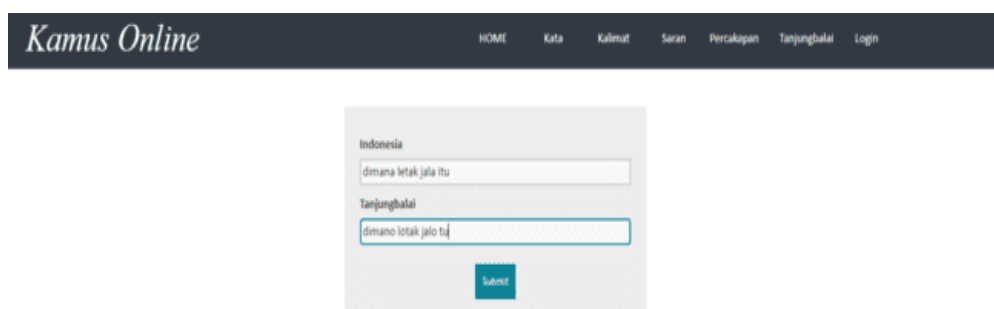 Kamus Online HOME Kata Kalimat Saran Percakapan Tanjungbalai Login
Indonesia
dimana letak jala itu
Tanjungbalai
dimano lotak jalo tu
Submit